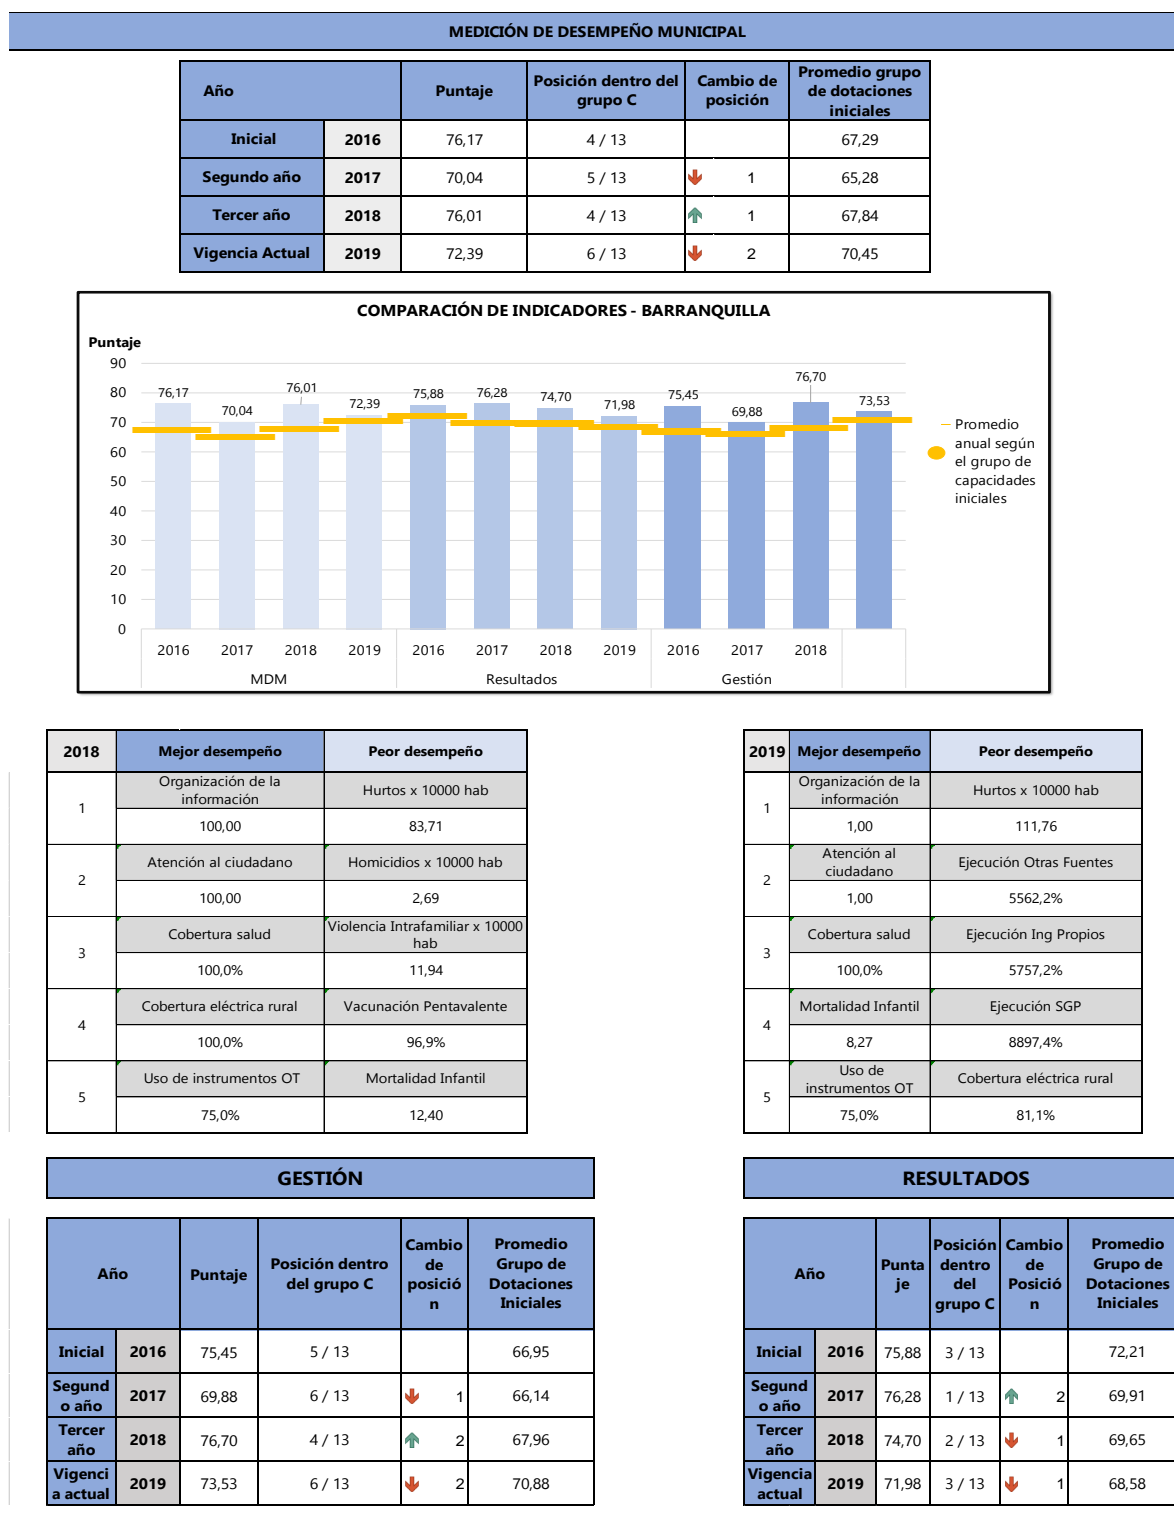 MEDICIÓN DE DESEMPEÑO MUNICIPAL
Año Puntaje Posición dentro del grupo C Cambio de posición Promedio grupo de dotaciones iniciales
Inicial 2016 76,17 4 / 13 67,29
Segundo año 2017 70,04 5 / 13 1 65,28
Tercer año 2018 76,01 4 / 13 1 67,84
Vigencia Actual 2019 72,39 6 / 13 2 70,45
COMPARACIÓN DE INDICADORES - BARRANQUILLA
Puntaje
90
80
70
60
50
40
30
20
10
0
76,17 70,04 76,01 72,39 75,88 76,28 74,70 71,98 75,45 69,88 76,70 73,53
2016 2017 2018 2019 2016 2017 2018 2019 2016 2017 2018
MDM Resultados Gestión
Promedio
anual según
el grupo de
capacidades
iniciales
2018 Mejor desempeño Peor desempeño
1 Organización de la información Hurtos x 10000 hab
100,00 83,71
2 Atención al ciudadano Homicidios x 10000 hab
100,00 2,69
3 Cobertura salud Violencia Intrafamiliar x 10000 hab
100,0% 11,94
4 Cobertura eléctrica rural Vacunación Pentavalente
100,0% 96,9%
5 Uso de instrumentos OT Mortalidad Infantil
75,0% 12,40
2019 Mejor desempeño Peor desempeño
1 Organización de la información Hurtos x 10000 hab
1,00 111,76
2 Atención al ciudadano Ejecución Otras Fuentes
1,00 5562,2%
3 Cobertura salud Ejecución Ing Propios
100,0% 5757,2%
4 Mortalidad Infantil Ejecución SGP
8,27 8897,4%
5 Uso de instrumentos OT Cobertura eléctrica rural
75,0% 81,1%
GESTIÓN
Año Puntaje Posición dentro del grupo C Cambio de posición Promedio Grupo de Dotaciones Iniciales
Inicial 2016 75,45 5 / 13 66,95
Segundo año 2017 69,88 6 / 13 1 66,14
Tercer año 2018 76,70 4 / 13 2 67,96
Vigencia actual 2019 73,53 6 / 13 2 70,88
RESULTADOS
Año Puntaje Posición dentro del grupo C Cambio de Posición Promedio Grupo de Dotaciones Iniciales
Inicial 2016 75,88 3 / 13 72,21
Segundo año 2017 76,28 1 / 13 2 69,91
Tercer año 2018 74,70 2 / 13 1 69,65
Vigencia actual 2019 71,98 3 / 13 1 68,58